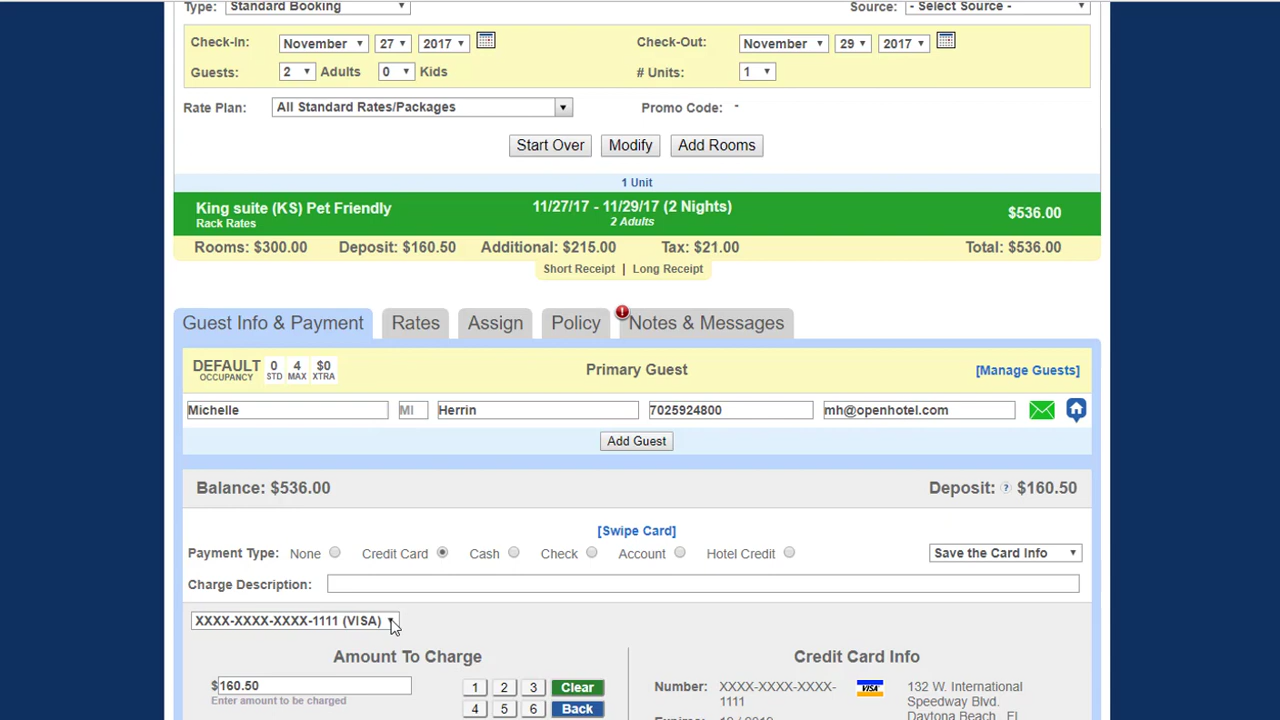 Type: Standard Booking Source: - Select Source -
Check-In: November 27 2017 Check-Out: November 29 2017
Guests: 2 Adults 0 Kids # Units: 1
Rate Plan: All Standard Rates/Packages Promo Code: -
Start Over Modify Add Rooms
1 Unit
King suite (KS) Pet Friendly 11/27/17 - 11/29/17 (2 Nights) $536.00
Rack Rates 2 Adults
Rooms: $300.00 Deposit: $160.50 Additional: $215.00 Tax: $21.00 Total: $536.00
Short Receipt | Long Receipt
Guest Info & Payment Rates Assign Policy ! Notes & Messages
DEFAULT 0 4 $0 Primary Guest [Manage Guests]
OCCUPANCY STD MAX XTRA
Michelle MI Herrin 7025924800 mh@openhotel.com
Add Guest
Balance: $536.00 Deposit: ? $160.50
[Swipe Card]
Payment Type: None Credit Card Cash Check Account Hotel Credit Save the Card Info
Charge Description:
XXXX-XXXX-XXXX-1111 (VISA)
Amount To Charge Credit Card Info
$160.50 1 2 3 Clear Number: XXXX-XXXX-XXXX- VISA 132 W. International
Enter amount to be charged 1111 Speedway Blvd.
4 5 6 Back Daytona Beach, FL